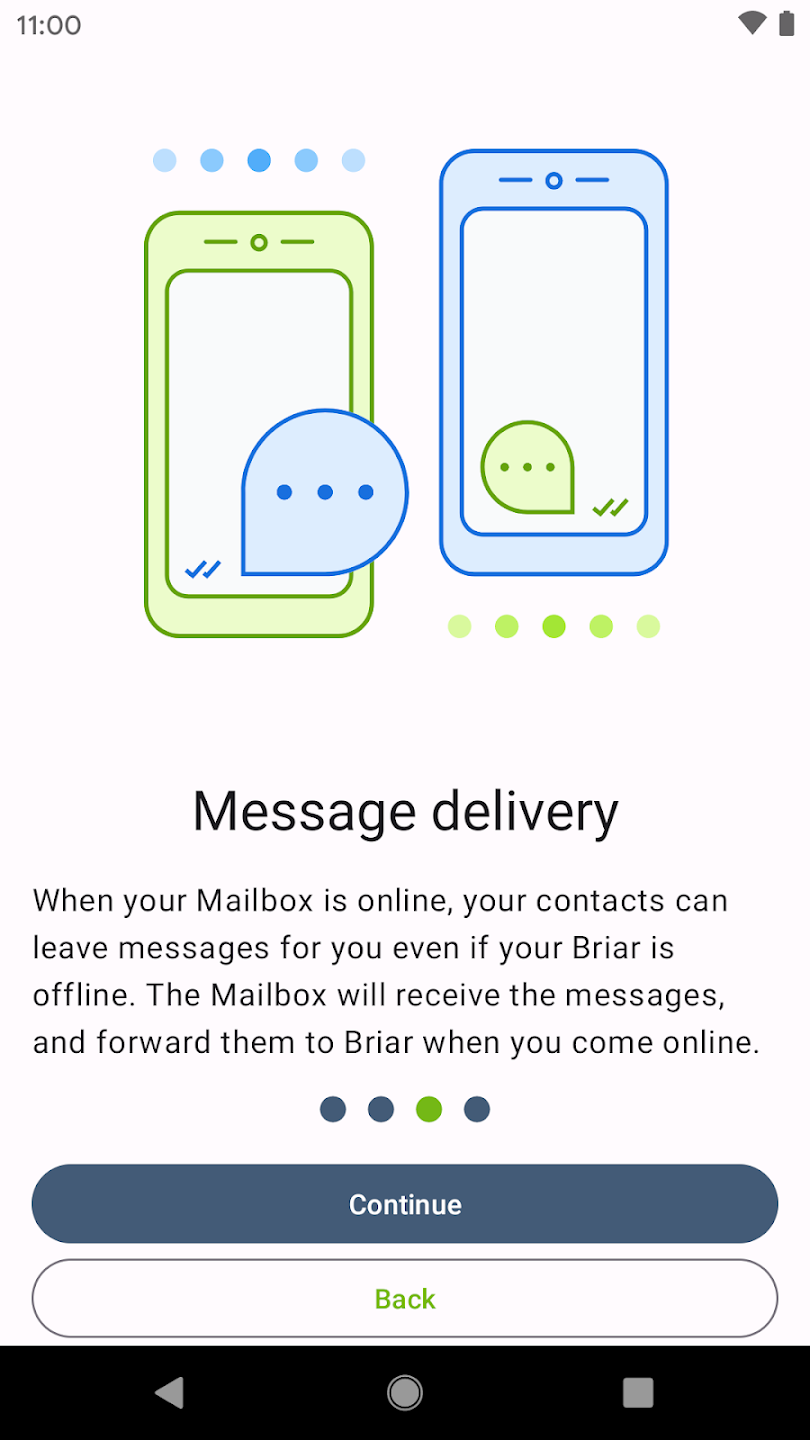 11:00
Message delivery
When your Mailbox is online, your contacts can
leave messages for you even if your Briar is
offline. The Mailbox will receive the messages,
and forward them to Briar when you come online.
Continue
Back